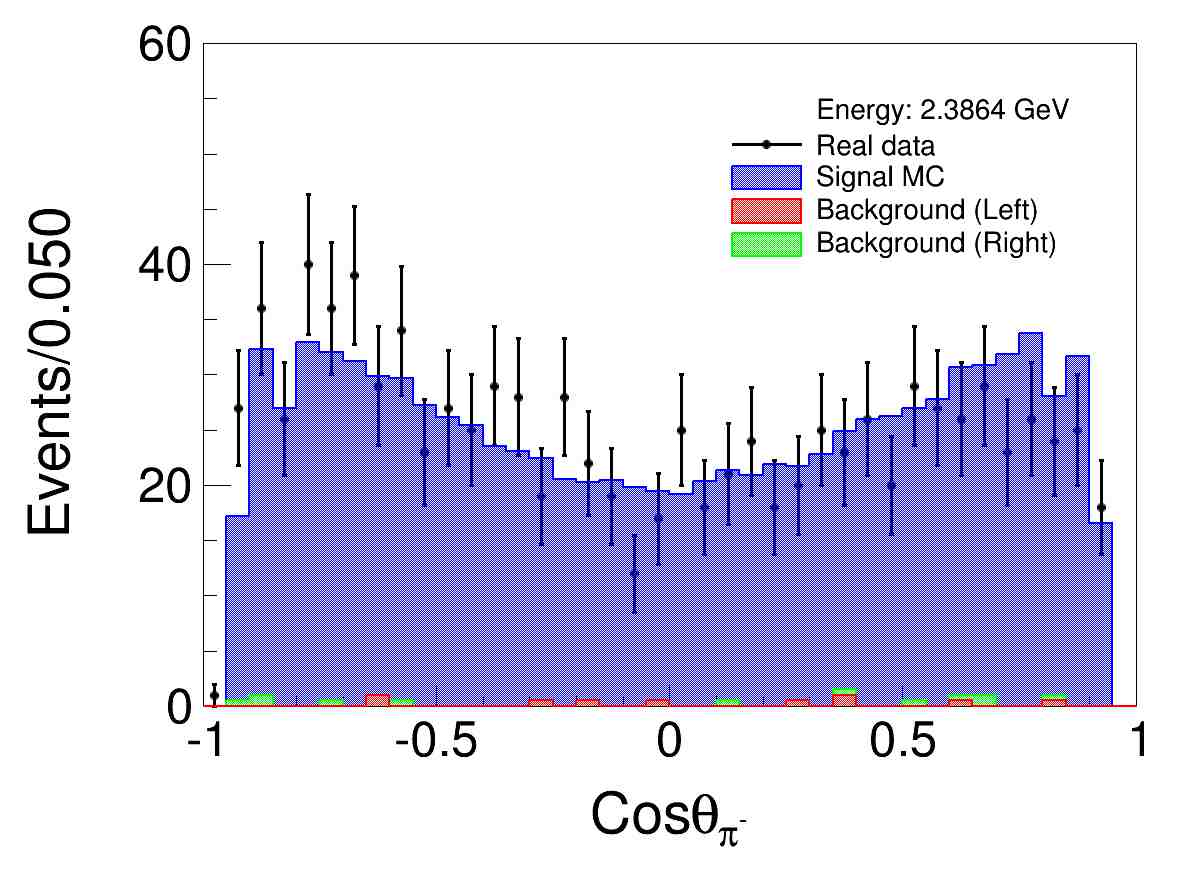 60
40
20
0
Events/0.050
Energy: 2.3864 GeV
Real data
Signal MC
Background (Left)
Background (Right)
-1
-0.5
0
0.5
1
Cosθπ-